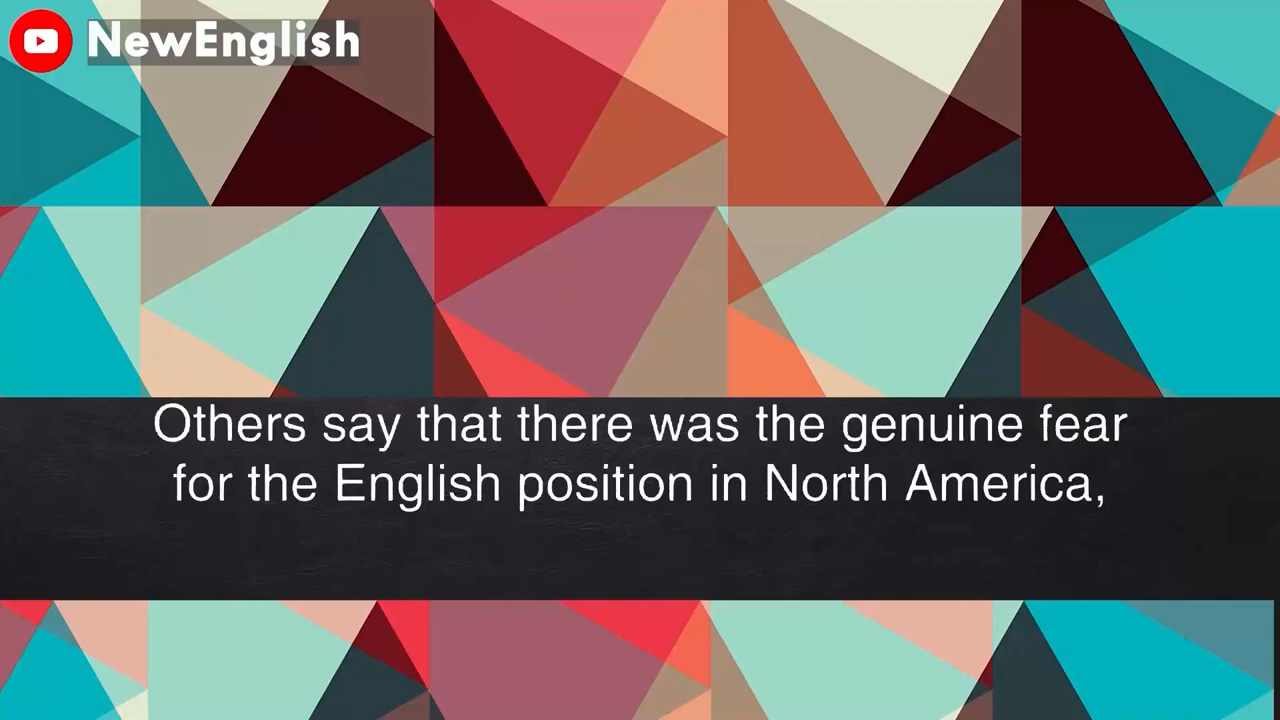 NewEnglish
Others say that there was the genuine fear
for the English position in North America,